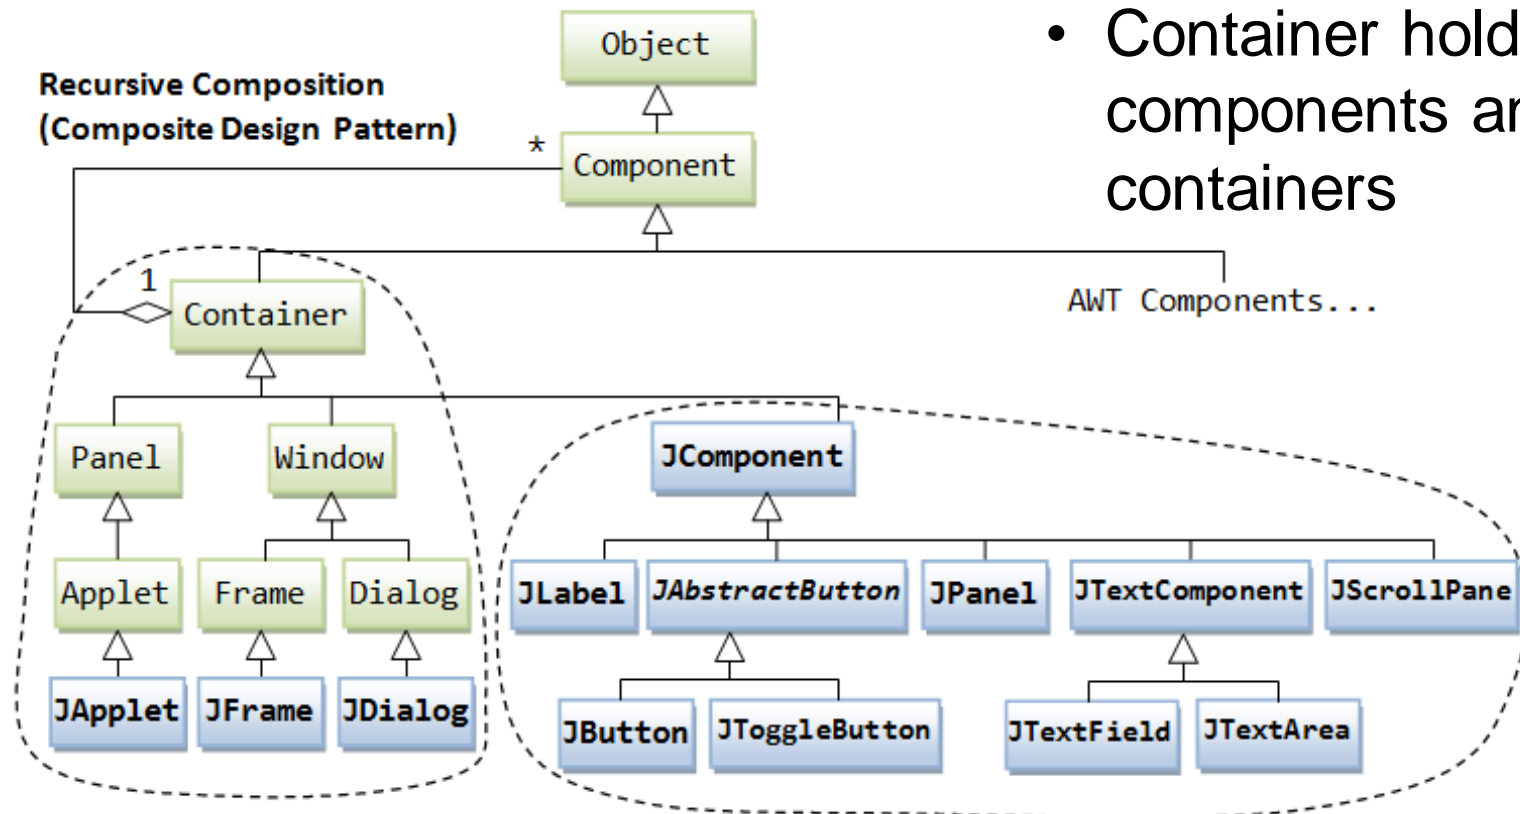 Object
• Container hold
components ar
containers
Recursive Composition
(Composite Design Pattern)
*
Component
1
Container
AWT Components...
Panel
Window
JComponent
Applet
Frame
Dialog
JLabel
JAbstractButton
JPanel
JTextComponent
JScrollPane
JApplet
JFrame
JDialog
JButton
JToggleButton
JTextField
JTextArea